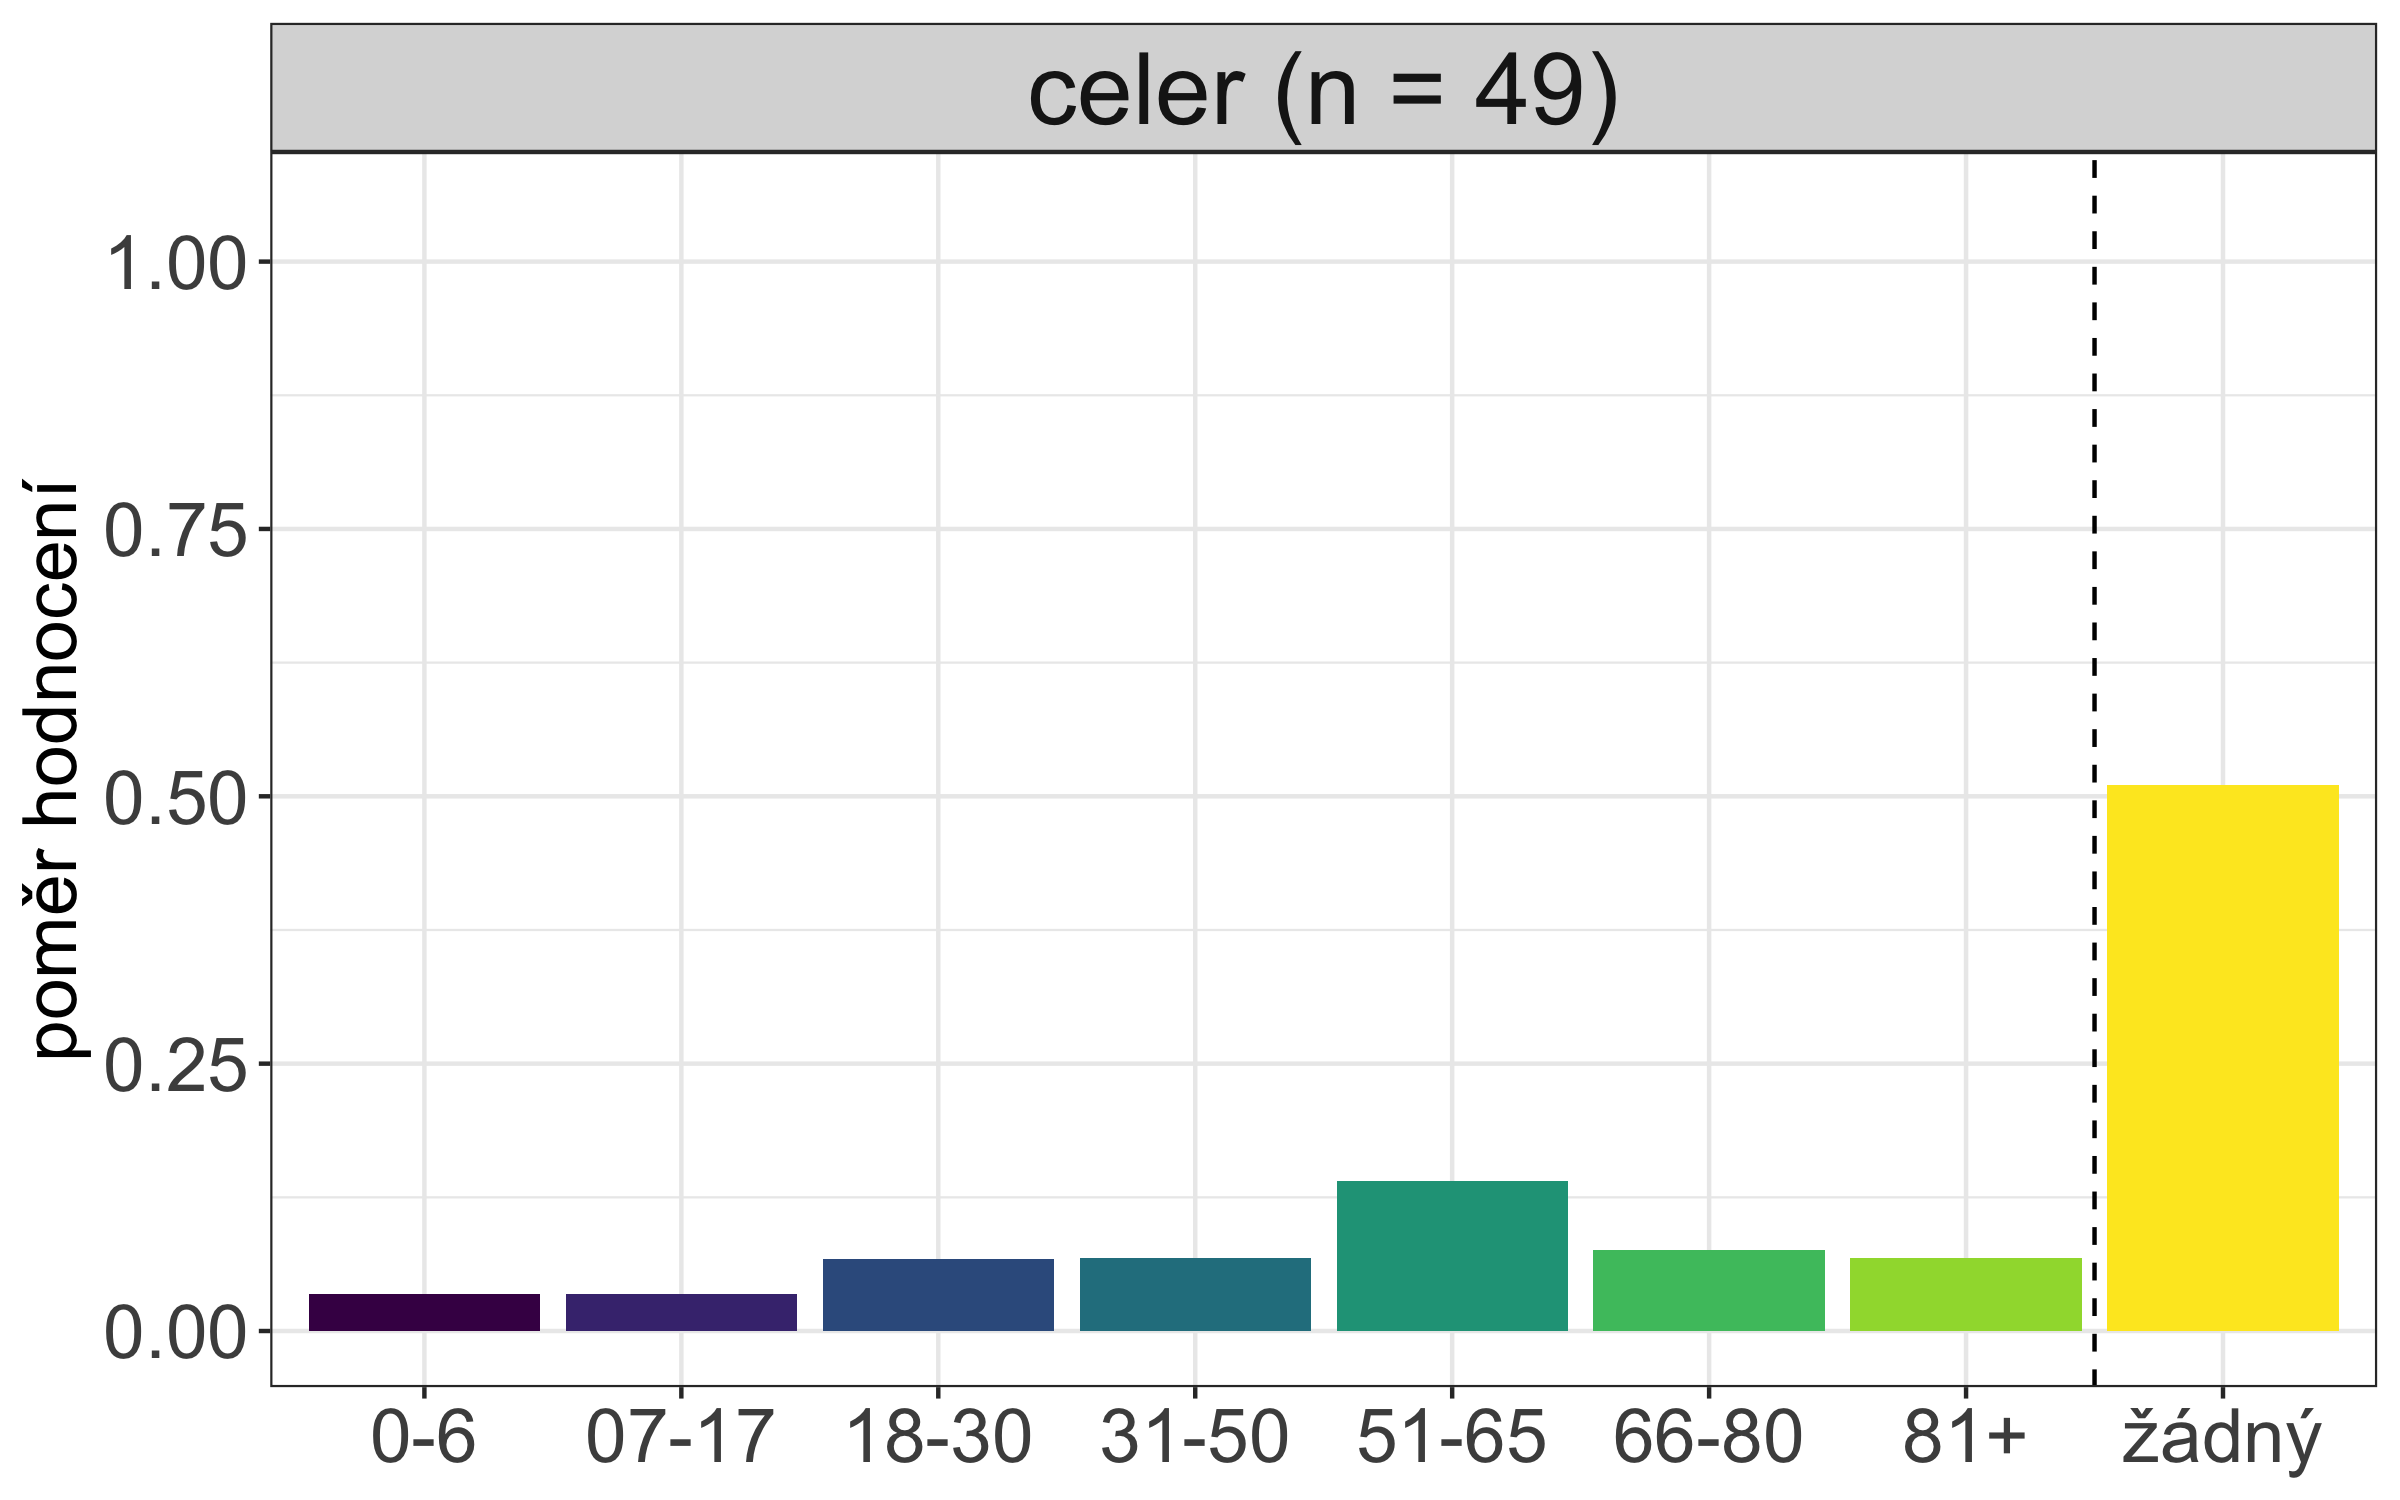 celer (n = 49)
poměr hodnocení
1.00
0.75
0.50
0.25
0.00
0-6 07-17 18-30 31-50 51-65 66-80 81+ žádný